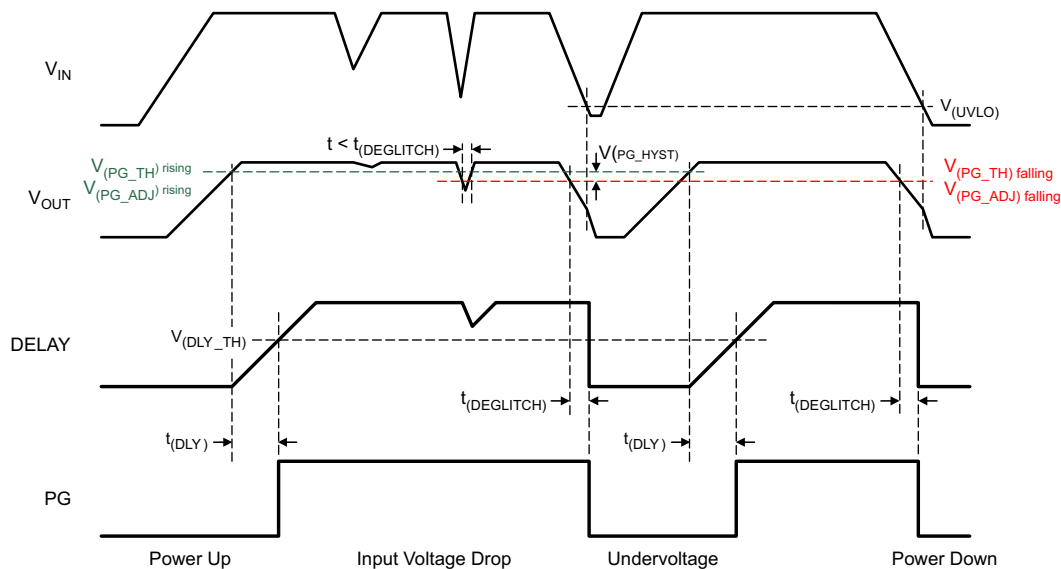 V_IN
V_(UVLO)
t < t_(DEGLITCH)
V(PG_HYST)
V_(PG_TH) rising
V_(PG_ADJ) rising
V_(PG_TH) falling
V_(PG_ADJ) falling
V_OUT
V_(DLY_TH)
DELAY
t_(DEGLITCH)
t_(DEGLITCH)
t_(DLY)
t_(DLY)
PG
Power Up
Input Voltage Drop
Undervoltage
Power Down